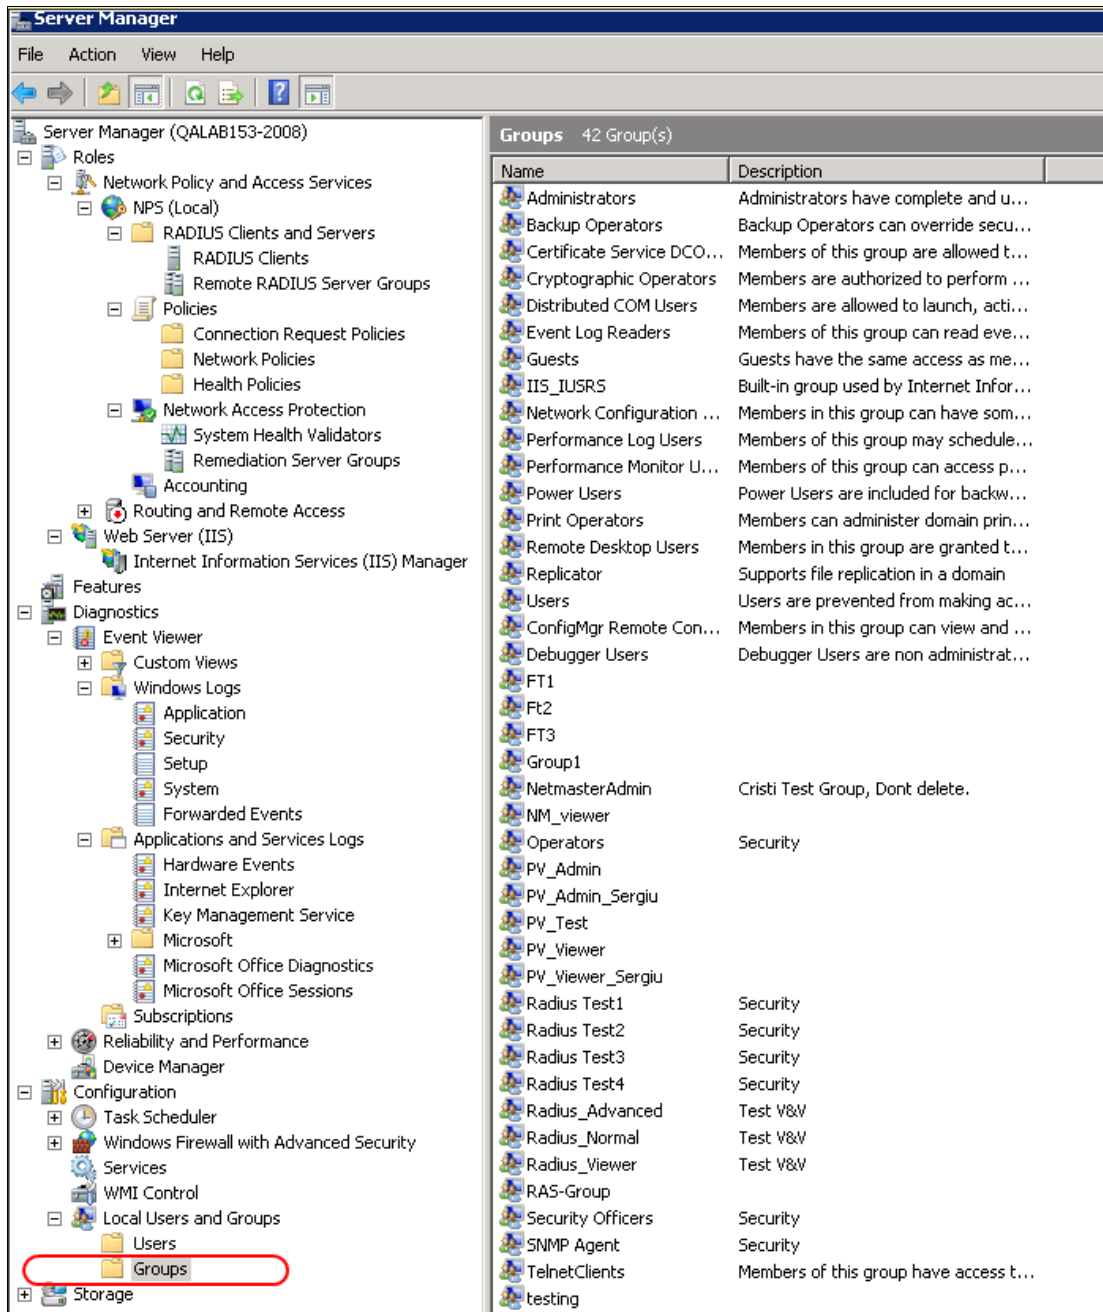 Server Manager
File Action View Help
Server Manager (QALAB153-2008)
Roles
Network Policy and Access Services
NPS (Local)
RADIUS Clients and Servers
RADIUS Clients
Remote RADIUS Server Groups
Policies
Connection Request Policies
Network Policies
Health Policies
Network Access Protection
System Health Validators
Remediation Server Groups
Accounting
Routing and Remote Access
Web Server (IIS)
Internet Information Services (IIS) Manager
Features
Diagnostics
Event Viewer
Custom Views
Windows Logs
Application
Security
Setup
System
Forwarded Events
Applications and Services Logs
Hardware Events
Internet Explorer
Key Management Service
Microsoft
Microsoft Office Diagnostics
Microsoft Office Sessions
Subscriptions
Reliability and Performance
Device Manager
Configuration
Task Scheduler
Windows Firewall with Advanced Security
Services
WMI Control
Local Users and Groups
Users
Groups
Storage
Groups 42 Group(s)
Name Description
Administrators Administrators have complete and u...
Backup Operators Backup Operators can override secu...
Certificate Service DCO... Members of this group are allowed t...
Cryptographic Operators Members are authorized to perform ...
Distributed COM Users Members are allowed to launch, acti...
Event Log Readers Members of this group can read eve...
Guests Guests have the same access as me...
IIS_IUSRS Built-in group used by Internet Infor...
Network Configuration ... Members in this group can have som...
Performance Log Users Members of this group may schedule...
Performance Monitor U... Members of this group can access p...
Power Users Power Users are included for backw...
Print Operators Members can administer domain prin...
Remote Desktop Users Members in this group are granted t...
Replicator Supports file replication in a domain
Users Users are prevented from making ac...
ConfigMgr Remote Con... Members in this group can view and ...
Debugger Users Debugger Users are non administrat...
FT1
Ft2
FT3
Group1
NetmasterAdmin Cristi Test Group, Dont delete.
NM_viewer
Operators Security
PV_Admin
PV_Admin_Sergiu
PV_Test
PV_Viewer
PV_Viewer_Sergiu
Radius Test1 Security
Radius Test2 Security
Radius Test3 Security
Radius Test4 Security
Radius_Advanced Test V&V
Radius_Normal Test V&V
Radius_Viewer Test V&V
RAS-Group
Security Officers Security
SNMP Agent Security
TelnetClients Members of this group have access t...
testing